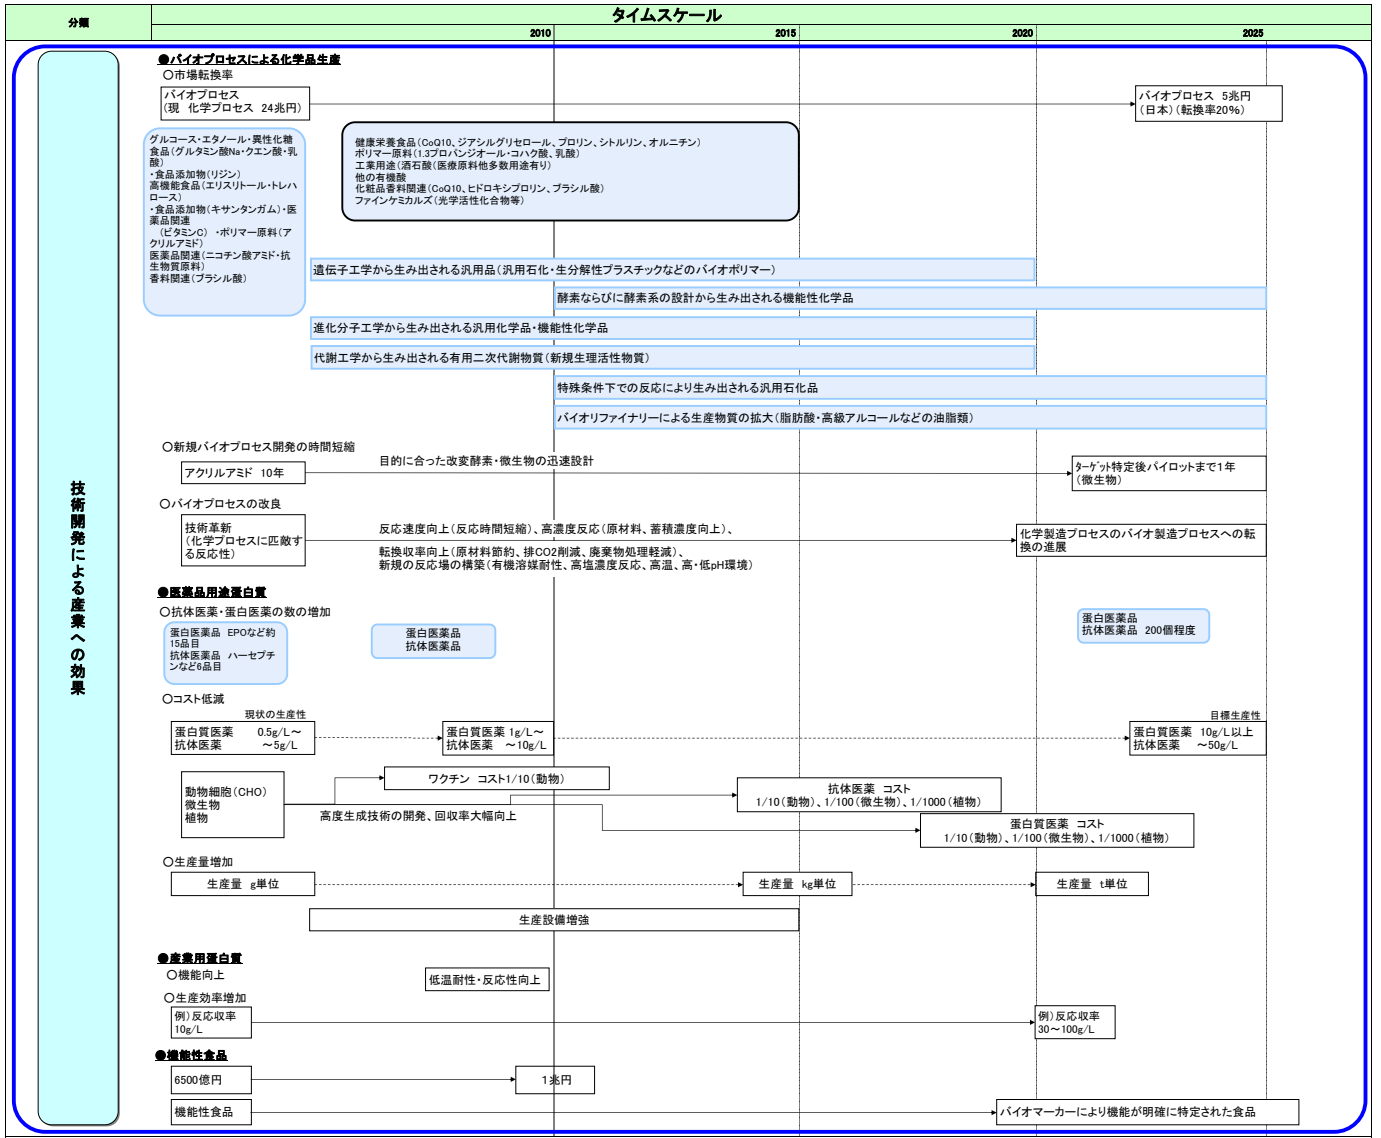 分類
タイムスケール
2010
2015
2020
2025
技術開発による産業への効果
●バイオプロセスによる化学品生産
○市場転換率
バイオプロセス
(現　化学プロセス　24兆円)
バイオプロセス　5兆円
(日本)(転換率20%)
グルコース・エタノール・異性化糖
食品(グルタミン酸Na・クエン酸・乳
酸)
・食品添加物(リジン)
高機能食品(エリスリトール・トレハ
ロース)
・食品添加物(キサンタンガム)・医
薬品関連
(ビタミンC)　・ポリマー原料(ア
クリルアミド)
医薬品関連(ニコチン酸アミド・抗
生物質原料)
香料関連(ブラシル酸)
健康栄養食品(CoQ10、ジアシルグリセロール、プロリン、シトルリン、オルニチン)
ポリマー原料(1.3プロパンジオール・コハク酸、乳酸)
工業用途(酒石酸(医療原料他多数用途有り)
他の有機酸
化粧品香料関連(CoQ10、ヒドロキシプロリン、ブラシル酸)
ファインケミカルズ(光学活性化合物等)
遺伝子工学から生み出される汎用品(汎用石化・生分解性プラスチックなどのバイオポリマー)
酵素ならびに酵素系の設計から生み出される機能性化学品
進化分子工学から生み出される汎用化学品・機能性化学品
代謝工学から生み出される有用二次代謝物質(新規生理活性物質)
特殊条件下での反応により生み出される汎用石化品
バイオリファイナリーによる生産物質の拡大(脂肪酸・高級アルコールなどの油脂類)
○新規バイオプロセス開発の時間短縮
アクリルアミド　10年
目的に合った改変酵素・微生物の迅速設計
ターゲット特定後パイロットまで1年
(微生物)
○バイオプロセスの改良
技術革新
(化学プロセスに匹敵す
る反応性)
反応速度向上(反応時間短縮)、高濃度反応(原材料、蓄積濃度向上)、
転換収率向上(原材料節約、排CO2削減、廃棄物処理軽減)、
新規の反応場の構築(有機溶媒耐性、高塩濃度反応、高温、高・低pH環境)
化学製造プロセスのバイオ製造プロセスへの転
換の進展
●医薬品用途蛋白質
○抗体医薬・蛋白医薬の数の増加
蛋白医薬品　EPOなど約
15品目
抗体医薬品　ハーセプチ
ンなど6品目
蛋白医薬品
抗体医薬品
蛋白医薬品
抗体医薬品　200個程度
○コスト低減
現状の生産性
蛋白質医薬　　0.5g/L～
抗体医薬　　　～5g/L
蛋白質医薬 1g/L～
抗体医薬　～10g/L
目標生産性
蛋白質医薬　10g/L以上
抗体医薬　　～50g/L
動物細胞(CHO)
微生物
植物
ワクチン　コスト1/10(動物)
高度生成技術の開発、回収率大幅向上
抗体医薬　コスト
1/10(動物)、1/100(微生物)、1/1000(植物)
蛋白質医薬　コスト
1/10(動物)、1/100(微生物)、1/1000(植物)
○生産量増加
生産量　g単位
生産量　kg単位
生産量　t単位
生産設備増強
●産業用蛋白質
○機能向上
低温耐性・反応性向上
○生産効率増加
例)反応収率
10g/L
例)反応収率
30～100g/L
●機能性食品
6500億円
1兆円
機能性食品
バイオマーカーにより機能が明確に特定された食品